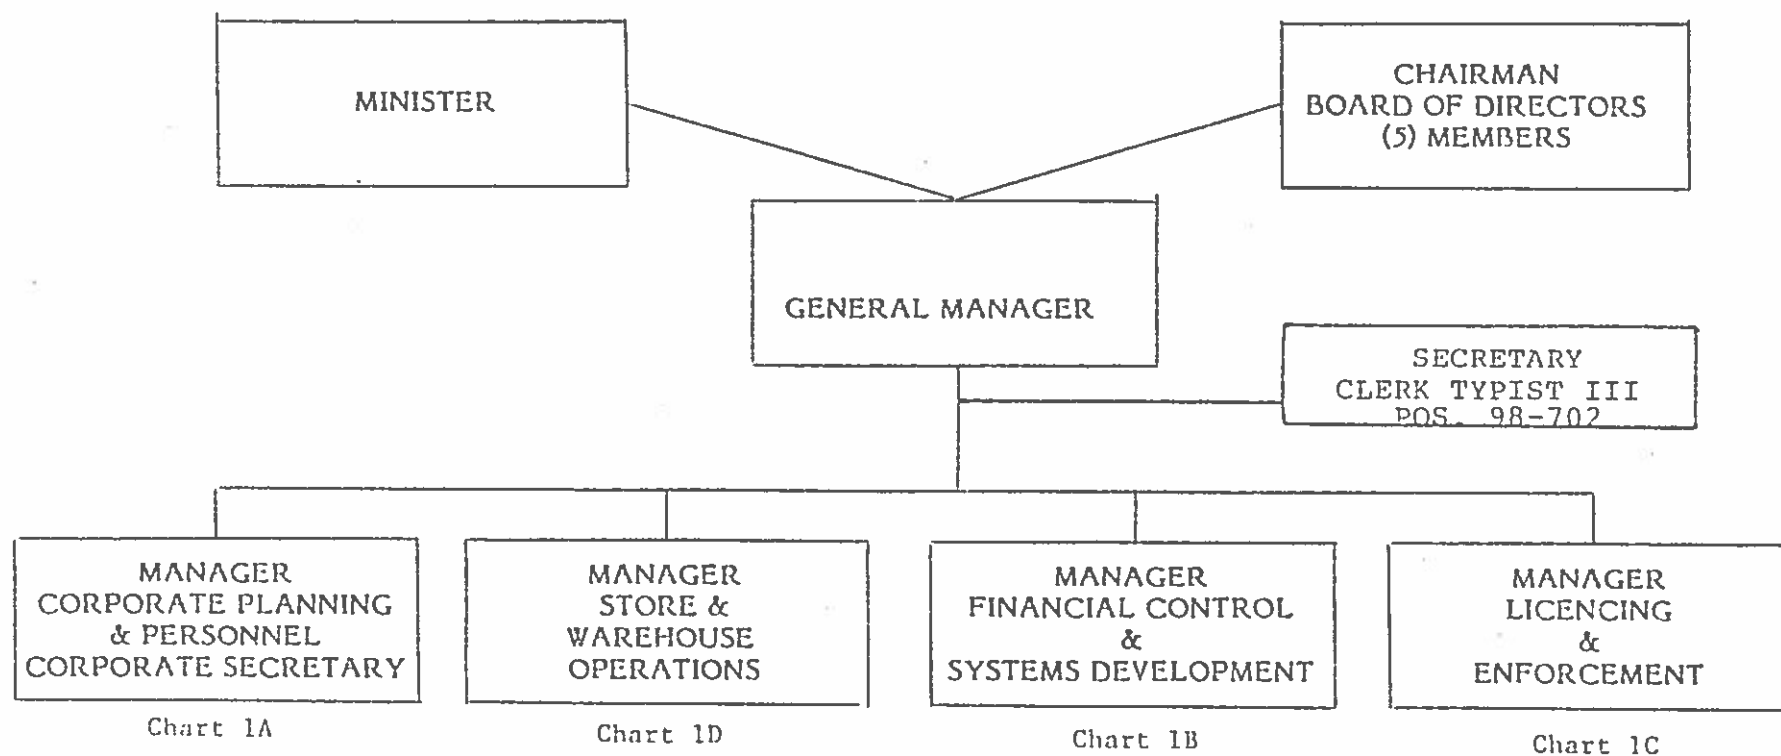 MINISTER
CHAIRMAN
BOARD OF DIRECTORS
(5) MEMBERS
GENERAL MANAGER
SECRETARY
CLERK TYPIST III
POS. 98-702
MANAGER
CORPORATE PLANNING
& PERSONNEL
CORPORATE SECRETARY
Chart 1A
MANAGER
STORE &
WAREHOUSE
OPERATIONS
Chart 1D
MANAGER
FINANCIAL CONTROL
&
SYSTEMS DEVELOPMENT
Chart 1B
MANAGER
LICENCING
&
ENFORCEMENT
Chart 1C